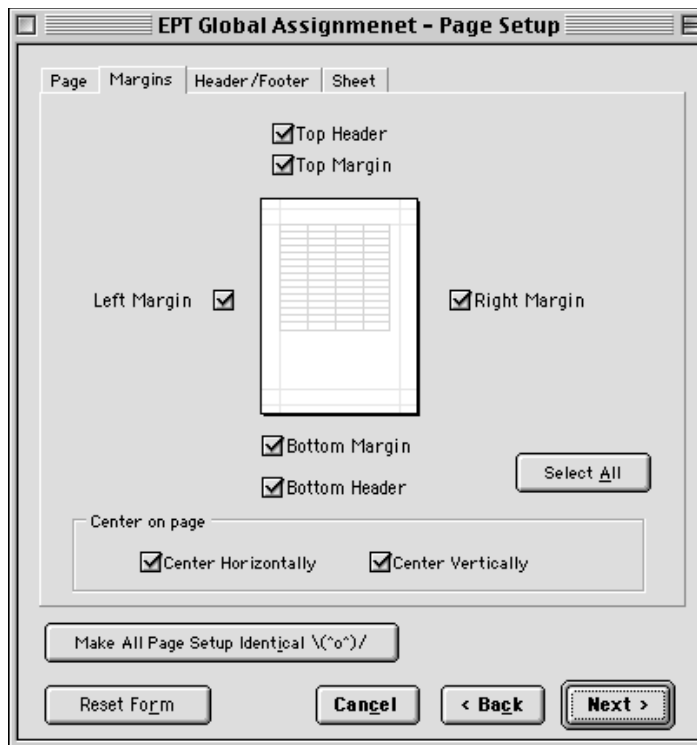 EPT Global Assignmenet - Page Setup
Page Margins Header/Footer Sheet
Top Header
Top Margin
Left Margin
Right Margin
Bottom Margin
Select All
Bottom Header
Center on page
Center Horizontally Center Vertically
Make All Page Setup Identical \(^o^)/
Reset Form Cancel < Back Next >